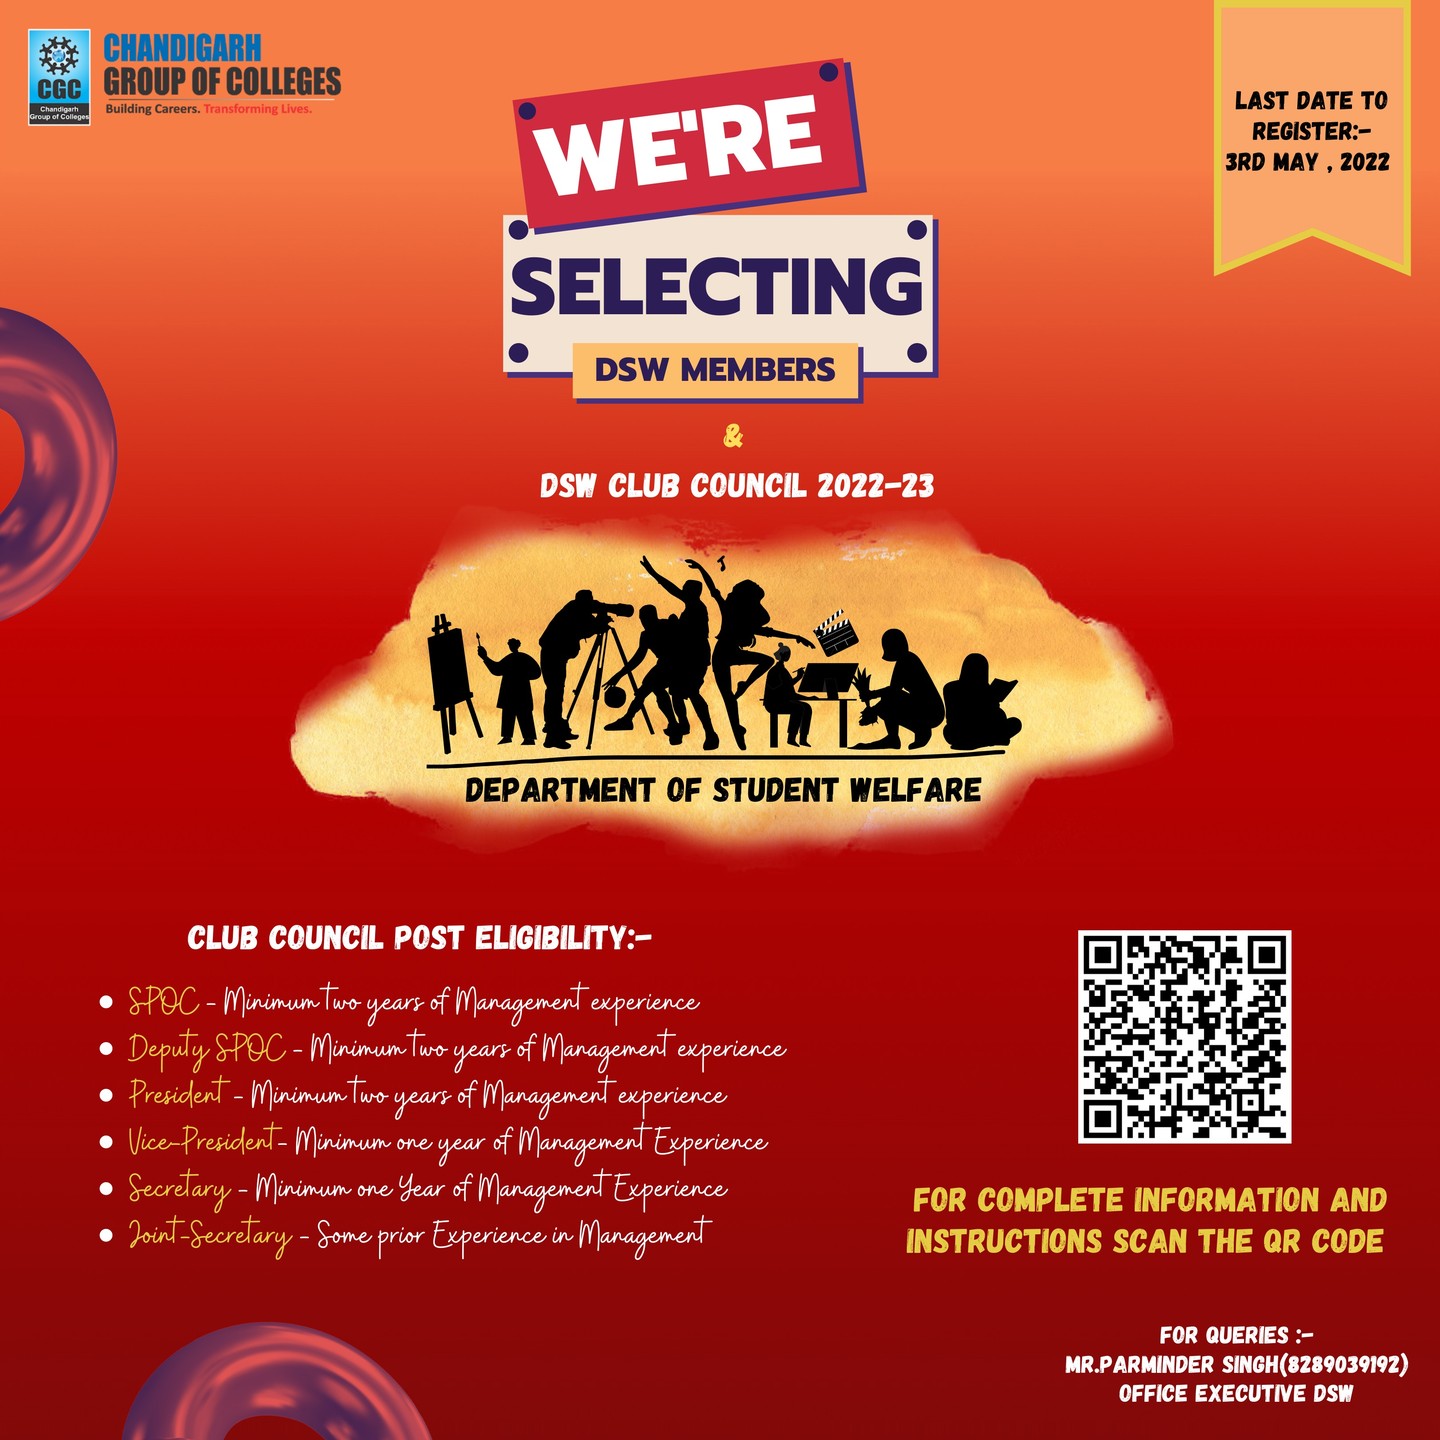 CGC
Chandigarh
Group of Colleges
CHANDIGARH
GROUP OF COLLEGES
Building Careers. Transforming Lives.
LAST DATE TO
REGISTER:-
3RD MAY , 2022
WE'RE
SELECTING
DSW MEMBERS
&
DSW CLUB COUNCIL 2022-23
DEPARTMENT OF STUDENT WELFARE
CLUB COUNCIL POST ELIGIBILITY:-
• SPOC - Minimum two years of Management experience
• Deputy SPOC - Minimum two years of Management experience
• President - Minimum two years of Management experience
• Vice-President - Minimum one year of Management Experience
• Secretary - Minimum one Year of Management Experience
• Joint-Secretary - Some prior Experience in Management
FOR COMPLETE INFORMATION AND
INSTRUCTIONS SCAN THE QR CODE
FOR QUERIES :-
MR.PARMINDER SINGH(8289039192)
OFFICE EXECUTIVE DSW